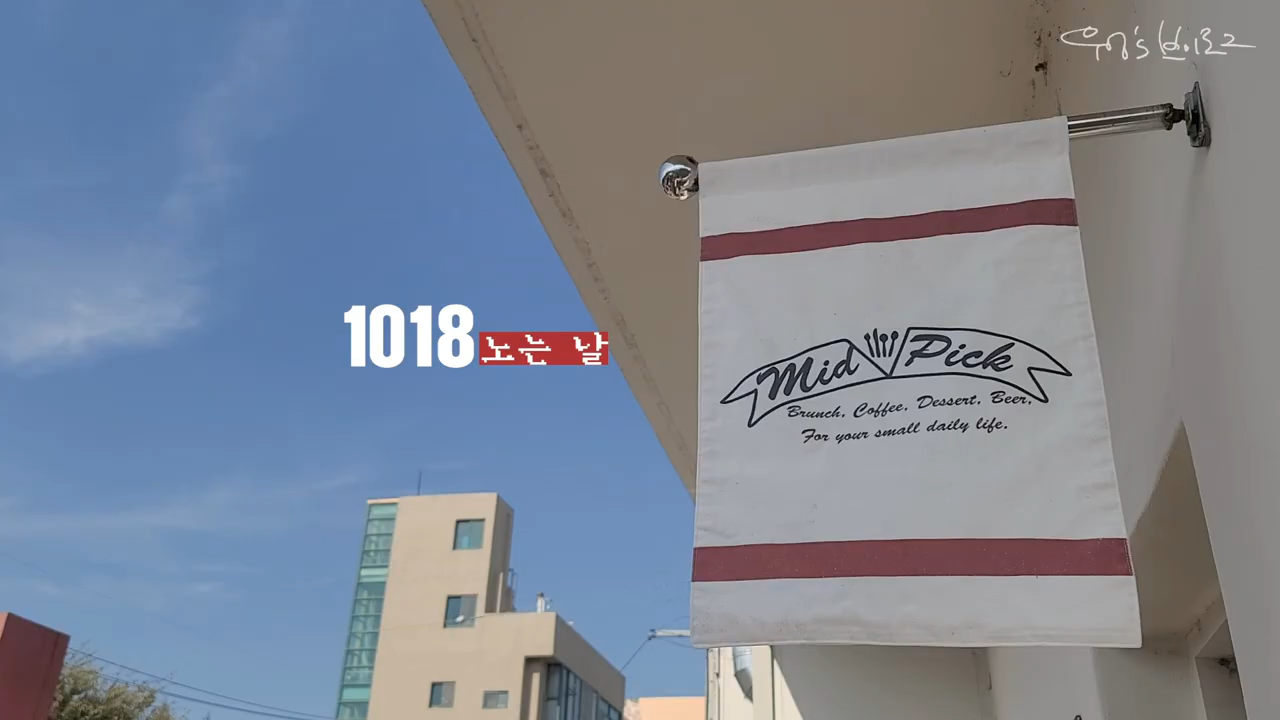 1018 노는 날
Mid Pick
Brunch, Coffee, Dessert, Beer,
For your small daily life.